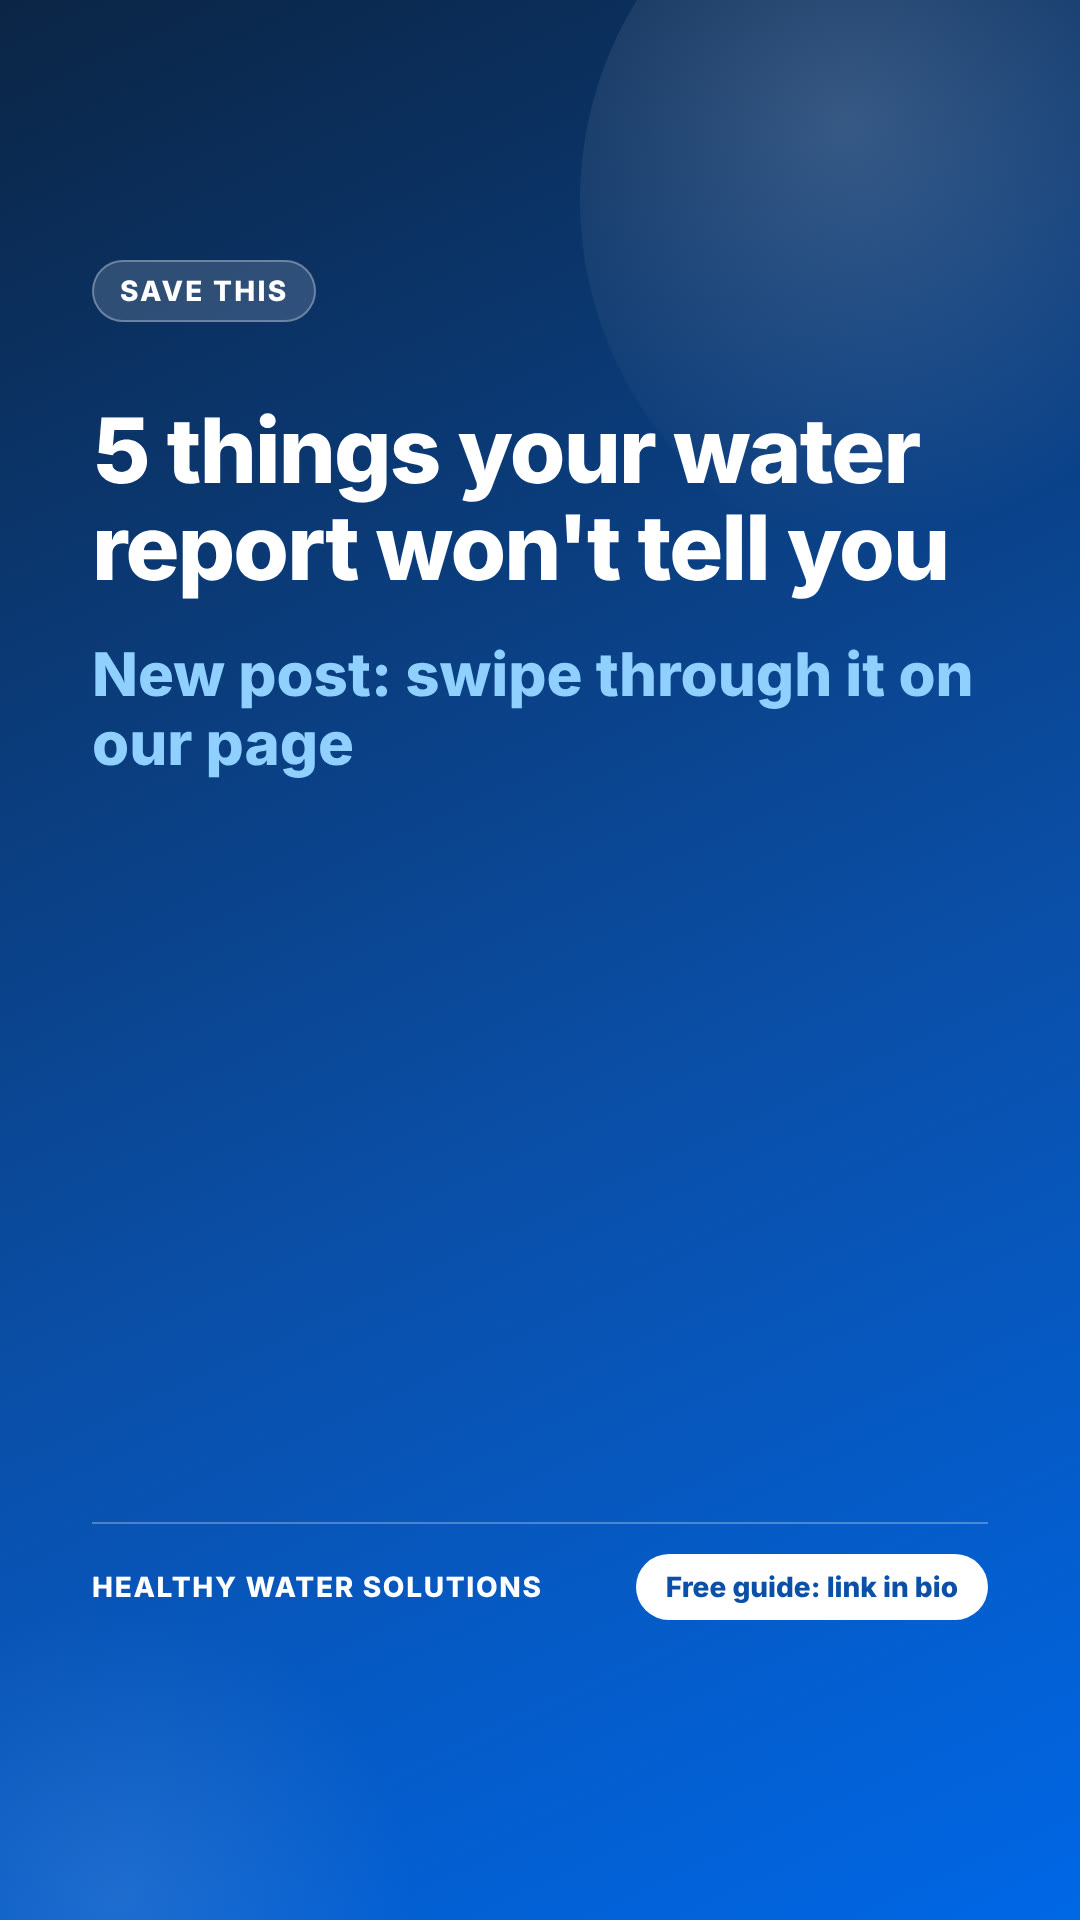 SAVE THIS
5 things your water
report won't tell you
New post: swipe through it on
our page
HEALTHY WATER SOLUTIONS
Free guide: link in bio